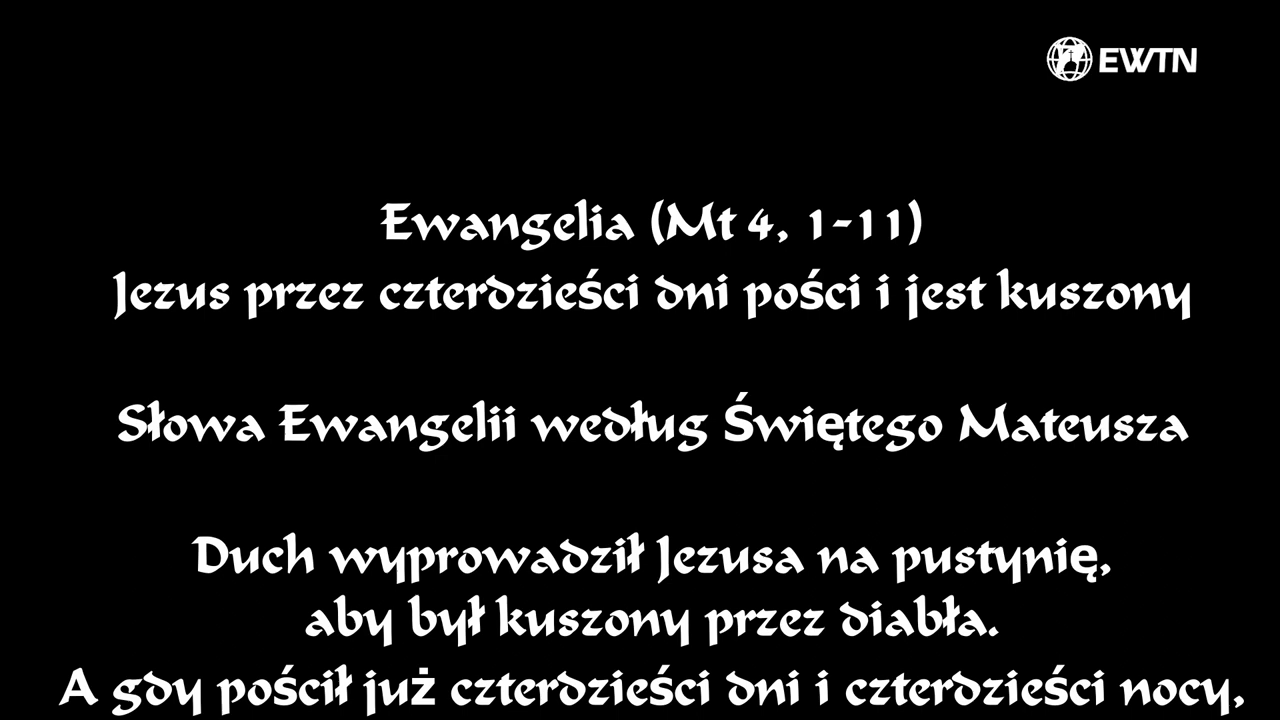 EWTN
Ewangelia (Mt 4, 1-11)
Jezus przez czterdzieści dni pości i jest kuszony
Słowa Ewangelii według Świętego Mateusza
Duch wyprowadził Jezusa na pustynię,
aby był kuszony przez diabła.
A gdy pościł już czterdzieści dni i czterdzieści nocy,